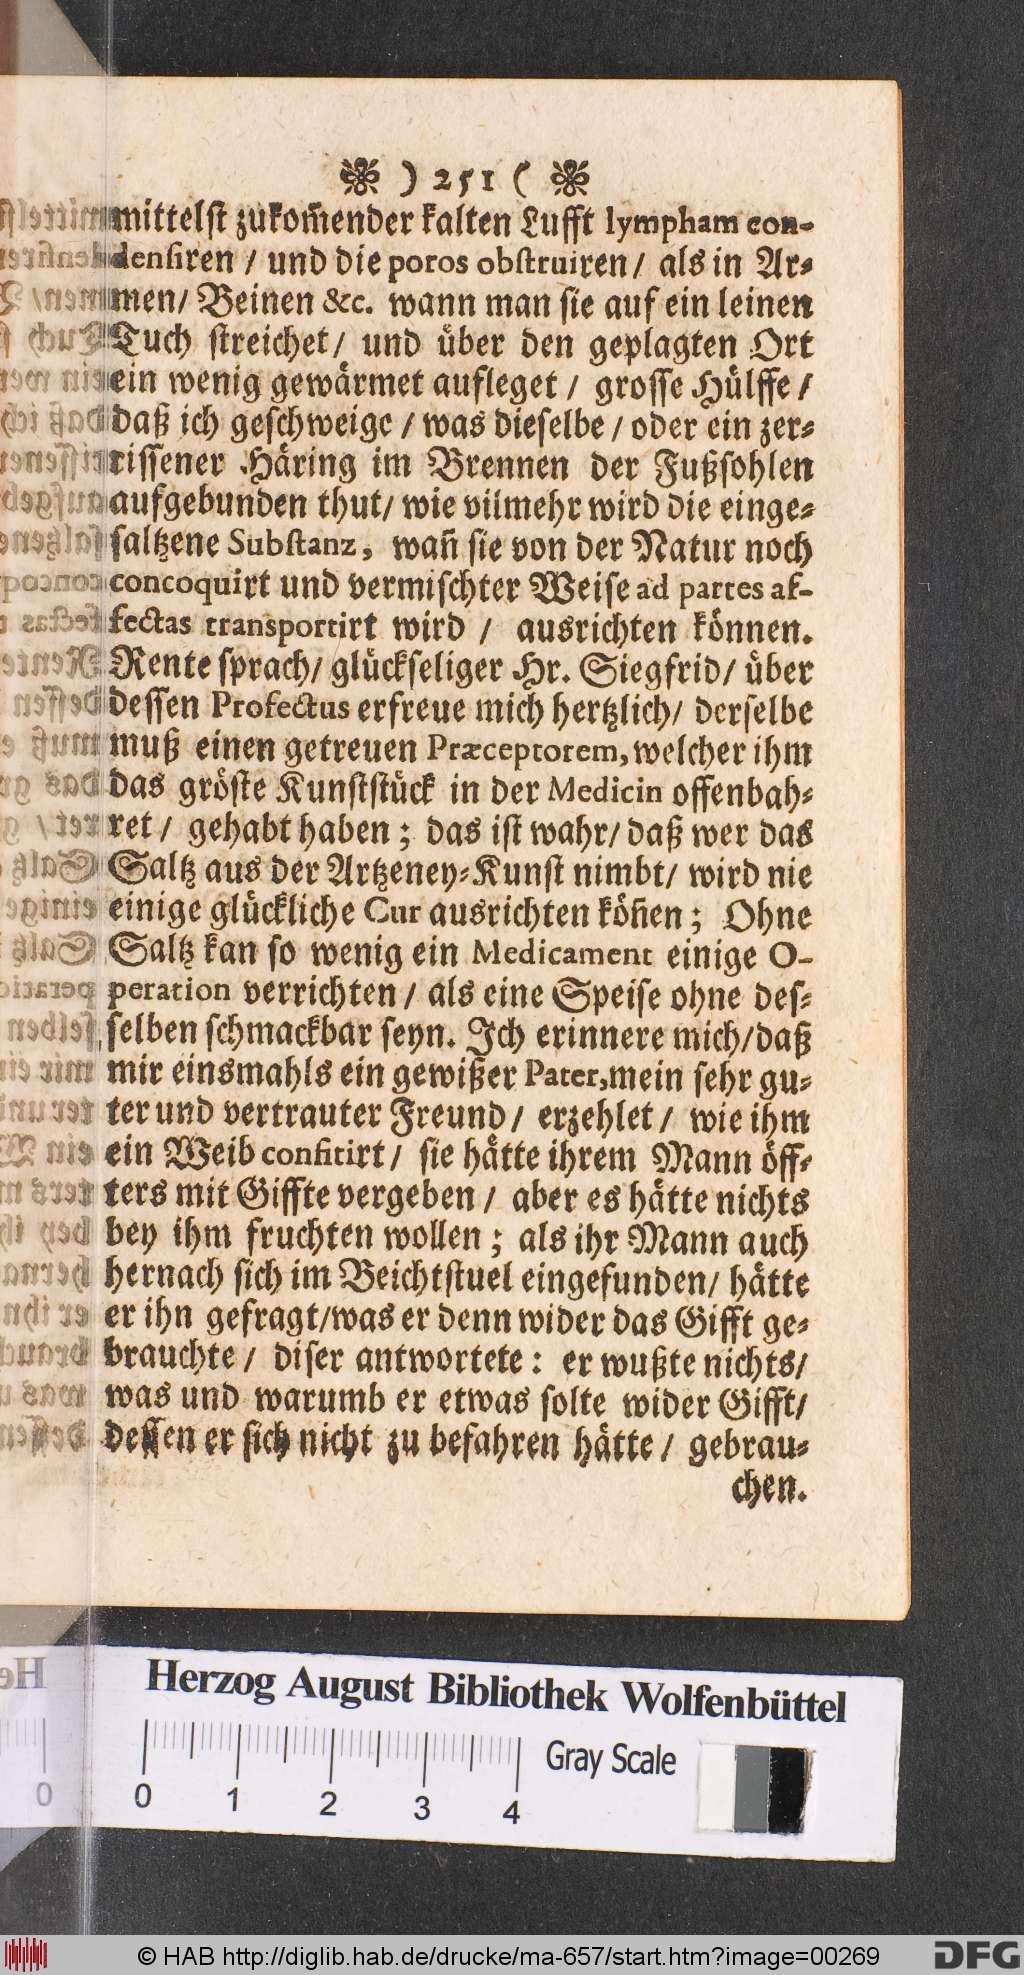 ) 251 (
mittelst zukom̃ender kalten Lufft lympham con-
densiren / und die poros obstruiren / als in Ar-
men / Beinen &c. wann man sie auf ein leinen
Tuch streichet / und über den geplagten Ort
ein wenig gewärmet aufleget / grosse Hülffe /
daß ich geschweige / was dieselbe / oder ein zer-
rissener Häring im Brennen der Fußsohlen
aufgebunden thut / wie vilmehr wird die einge-
saltzene Substanz, wañ sie von der Natur noch
concoquirt und vermischter Weise ad partes af-
fectas transportirt wird / ausrichten können.
Rente sprach / glückseliger Hr. Siegfrid / über
dessen Profectus erfreue mich hertzlich / derselbe
muß einen getreuen Præceptorem, welcher ihm
das gröste Kunststück in der Medicin offenbah-
ret / gehabt haben ; das ist wahr / daß wer das
Saltz aus der Artzeney-Kunst nimbt / wird nie
einige glückliche Cur ausrichten köñen ; Ohne
Saltz kan so wenig ein Medicament einige O-
peration verrichten / als eine Speise ohne des-
selben schmackbar seyn. Ich erinnere mich / daß
mir einsmahls ein gewißer Pater, mein sehr gu-
ter und vertrauter Freund / erzehlet / wie ihm
ein Weib confitirt / sie hätte ihrem Mann öff-
ters mit Giffte vergeben / aber es hätte nichts
bey ihm fruchten wollen ; als ihr Mann auch
hernach sich im Beichtstuel eingefunden / hätte
er ihn gefragt / was er denn wider das Gifft ge-
brauchte / diser antwortete : er wußte nichts /
was und warumb er etwas solte wider Gifft /
dessen er sich nicht zu befahren hätte / gebrau-
chen.
Herzog August Bibliothek Wolfenbüttel
0 1 2 3 4 Gray Scale
© HAB http://diglib.hab.de/drucke/ma-657/start.htm?image=00269 DFG